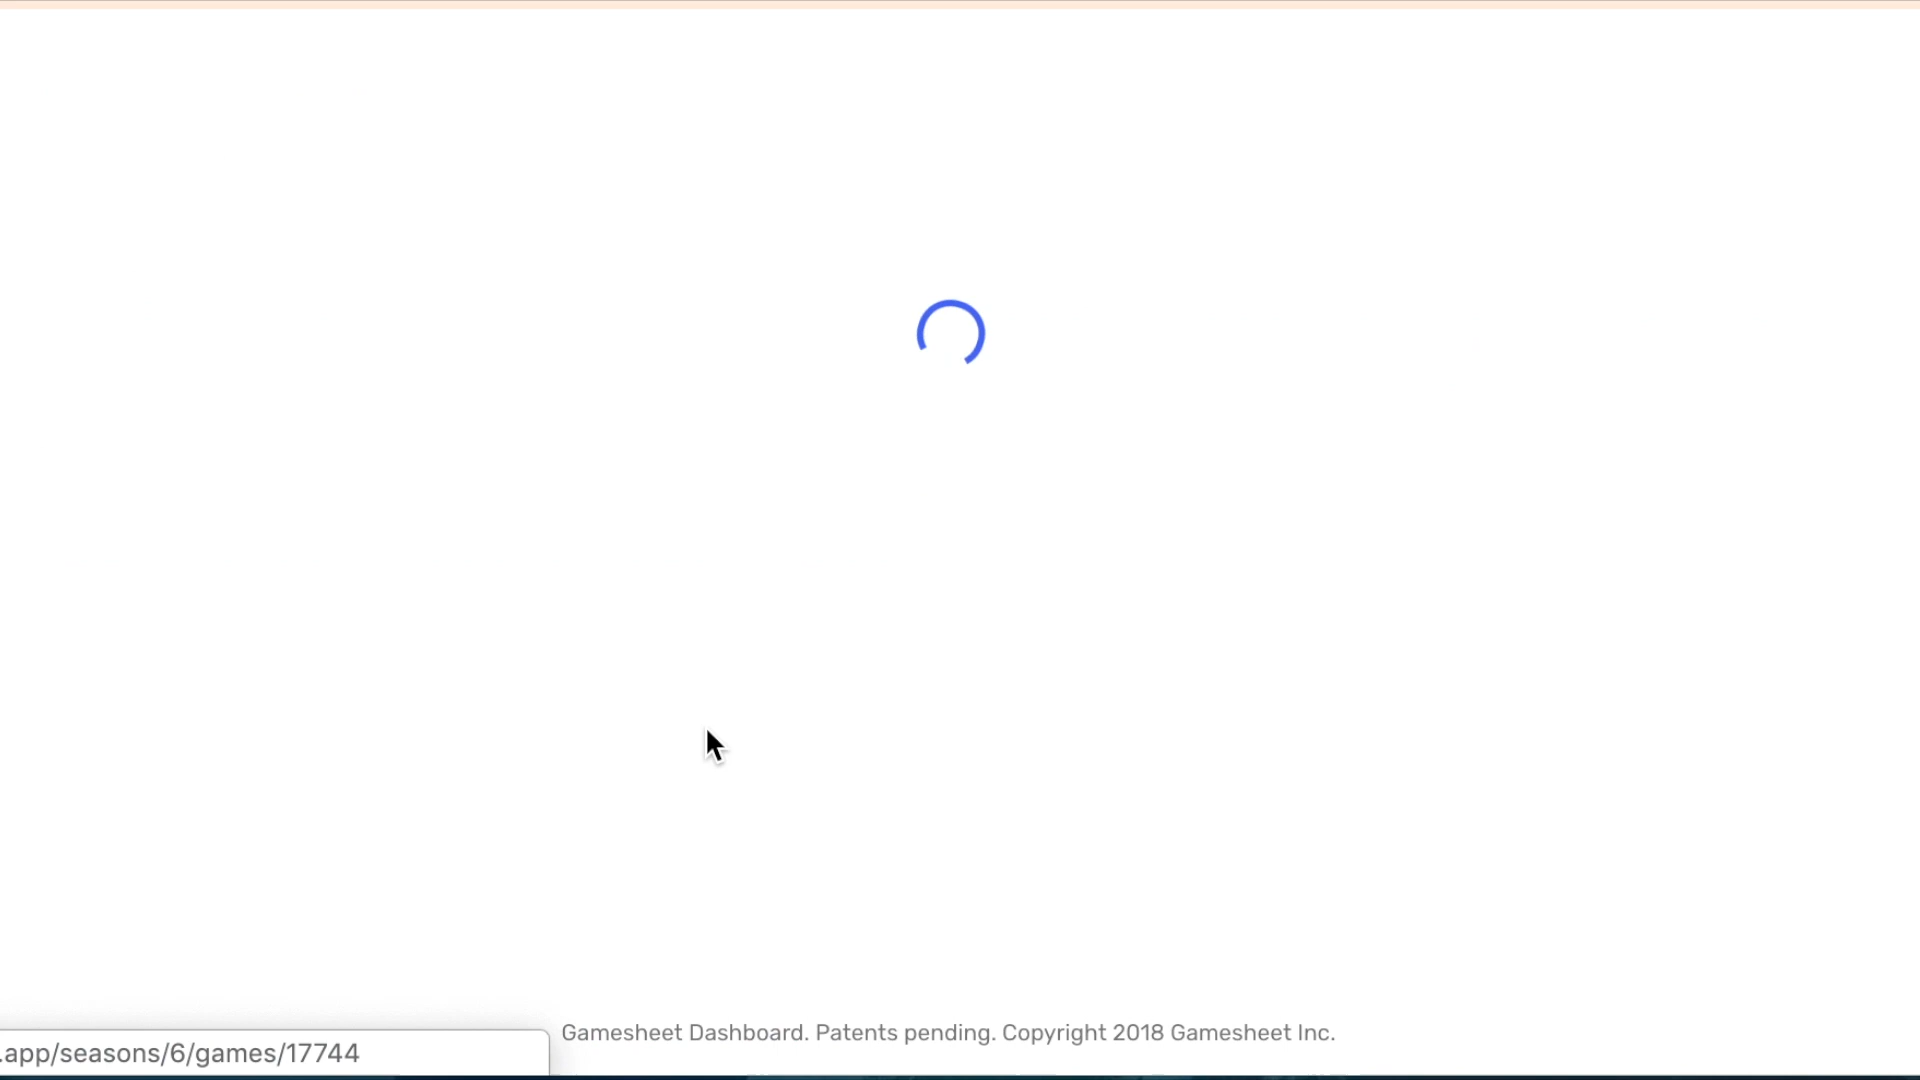 Gamesheet Dashboard. Patents pending. Copyright 2018 Gamesheet Inc.
.app/seasons/6/games/17744